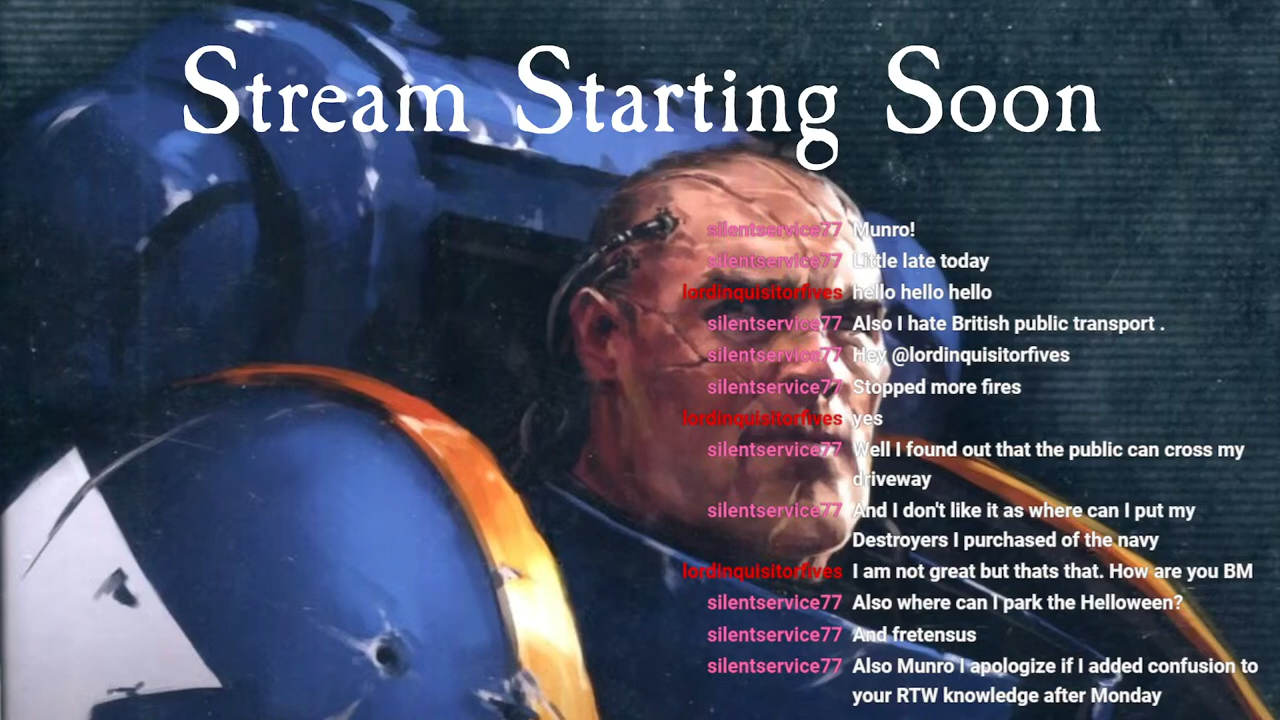 Stream Starting Soon
silentservice77 Munro!
silentservice77 Little late today
lordinquisitorfives hello hello hello
silentservice77 Also I hate British public transport .
silentservice77 Hey @lordinquisitorfives
silentservice77 Stopped more fires
lordinquisitorfives yes
silentservice77 Well I found out that the public can cross my
driveway
silentservice77 And I don't like it as where can I put my
Destroyers I purchased of the navy
lordinquisitorfives I am not great but thats that. How are you BM
silentservice77 Also where can I park the Helloween?
silentservice77 And fretensus
silentservice77 Also Munro I apologize if I added confusion to
your RTW knowledge after Monday